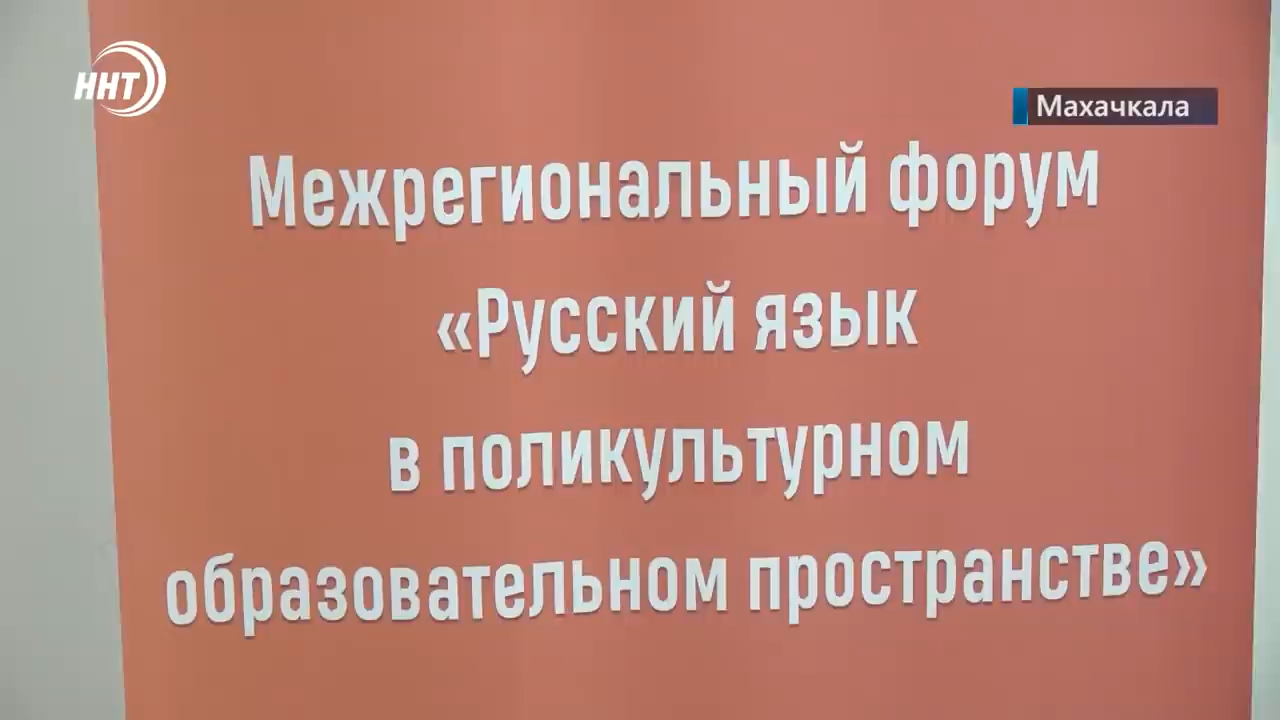 ННТ
Махачкала
Межрегиональный форум
«Русский язык
в поликультурном
образовательном пространстве»